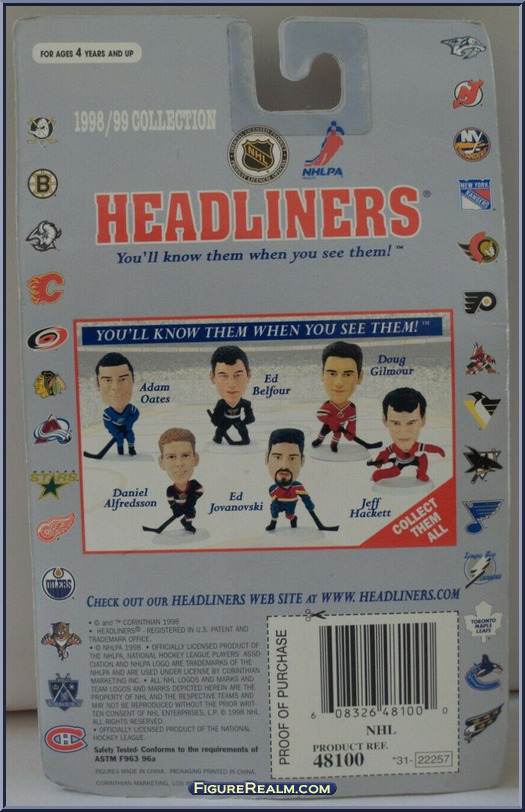 FOR AGES 4 YEARS AND UP
1998/99 COLLECTION
NHL
NHLPA
HEADLINERS®
You'll know them when you see them! ™
YOU'LL KNOW THEM WHEN YOU SEE THEM! ™
Adam
Oates
Ed
Belfour
Doug
Gilmour
Daniel
Alfredsson
Ed
Jovanovski
Jeff
Hackett
COLLECT
THEM
ALL
B
STARS
OILERS
NEW YORK
RANGERS
Tampa Bay
TORONTO
MAPLE
LEAFS
CHECK OUT OUR HEADLINERS WEB SITE AT WWW.HEADLINERS.COM
• © and ™ CORINTHIAN 1998
• HEADLINERS® - REGISTERED IN U.S. PATENT AND
TRADEMARK OFFICE.
• © NHLPA 1998 • OFFICIALLY LICENSED PRODUCT OF
THE NHLPA, NATIONAL HOCKEY LEAGUE PLAYERS' ASSO-
CIATION AND NHLPA LOGO ARE TRADEMARKS OF THE
NHLPA AND ARE USED UNDER LICENSE BY CORINTHIAN
MARKETING INC. • ALL NHL LOGOS AND MARKS AND
TEAM LOGOS AND MARKS DEPICTED HEREIN ARE THE
PROPERTY OF NHL AND THE RESPECTIVE TEAMS AND
MAY NOT BE REPRODUCED WITHOUT THE PRIOR WRIT-
TEN CONSENT OF NHL ENTERPRISES, L.P. © 1998 NHL.
ALL RIGHTS RESERVED.
• OFFICIALLY LICENSED PRODUCT OF THE NATIONAL
HOCKEY LEAGUE.
Safety Tested- Conforms to the requirements of
ASTM F963 96a
FIGURES MADE IN CHINA. PACKAGING PRINTED IN CHINA.
CORINTHIAN MARKETING, LOS
PROOF OF PURCHASE
6 08326 48100 0
NHL
PRODUCT REF.
48100
*31- 22257
FIGUREREALM.COM